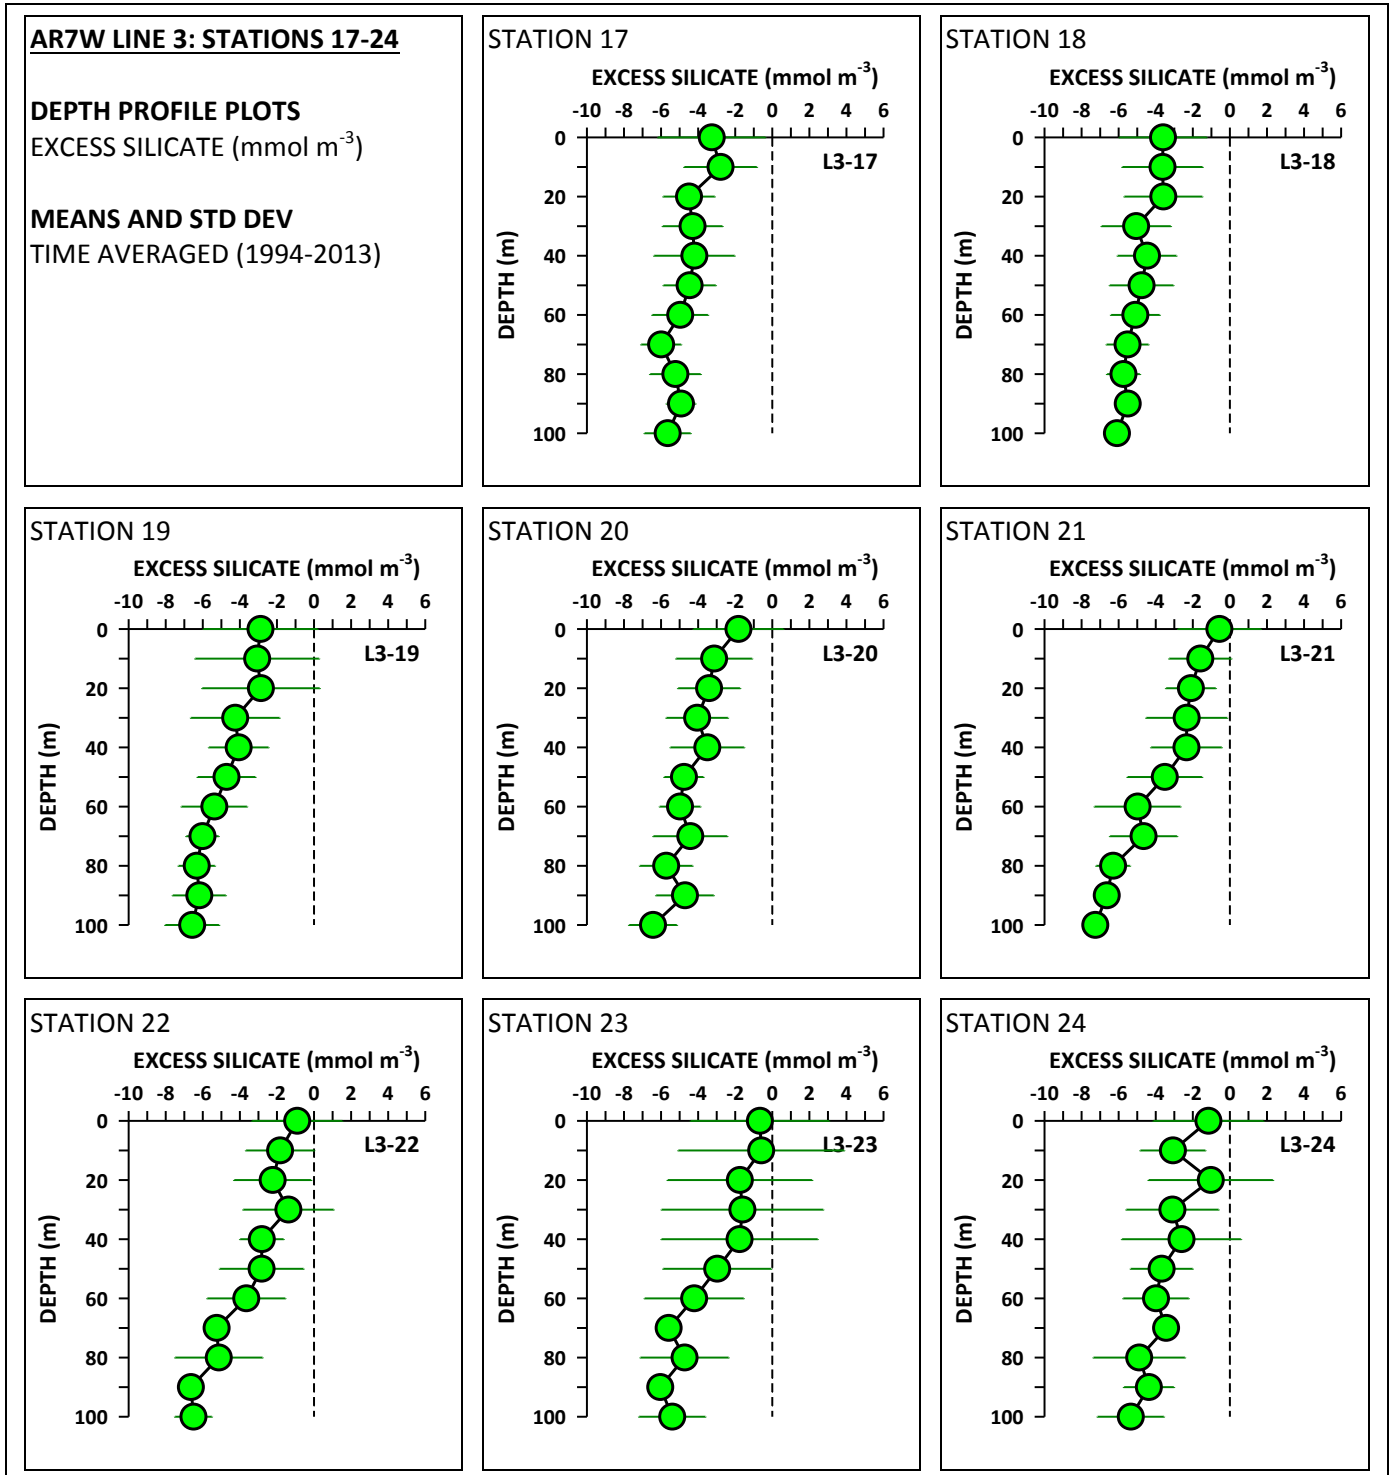 AR7W LINE 3: STATIONS 17-24
DEPTH PROFILE PLOTS
EXCESS SILICATE (mmol m-3)
MEANS AND STD DEV
TIME AVERAGED (1994-2013)
STATION 17
EXCESS SILICATE (mmol m-3)
-10 -8 -6 -4 -2 0 2 4 6
0
L3-17
20
40
60
80
100
DEPTH (m)
STATION 18
EXCESS SILICATE (mmol m-3)
-10 -8 -6 -4 -2 0 2 4 6
0
L3-18
20
40
60
80
100
DEPTH (m)
STATION 19
EXCESS SILICATE (mmol m-3)
-10 -8 -6 -4 -2 0 2 4 6
0
L3-19
20
40
60
80
100
DEPTH (m)
STATION 20
EXCESS SILICATE (mmol m-3)
-10 -8 -6 -4 -2 0 2 4 6
0
L3-20
20
40
60
80
100
DEPTH (m)
STATION 21
EXCESS SILICATE (mmol m-3)
-10 -8 -6 -4 -2 0 2 4 6
0
L3-21
20
40
60
80
100
DEPTH (m)
STATION 22
EXCESS SILICATE (mmol m-3)
-10 -8 -6 -4 -2 0 2 4 6
0
L3-22
20
40
60
80
100
DEPTH (m)
STATION 23
EXCESS SILICATE (mmol m-3)
-10 -8 -6 -4 -2 0 2 4 6
0
L3-23
20
40
60
80
100
DEPTH (m)
STATION 24
EXCESS SILICATE (mmol m-3)
-10 -8 -6 -4 -2 0 2 4 6
0
L3-24
20
40
60
80
100
DEPTH (m)